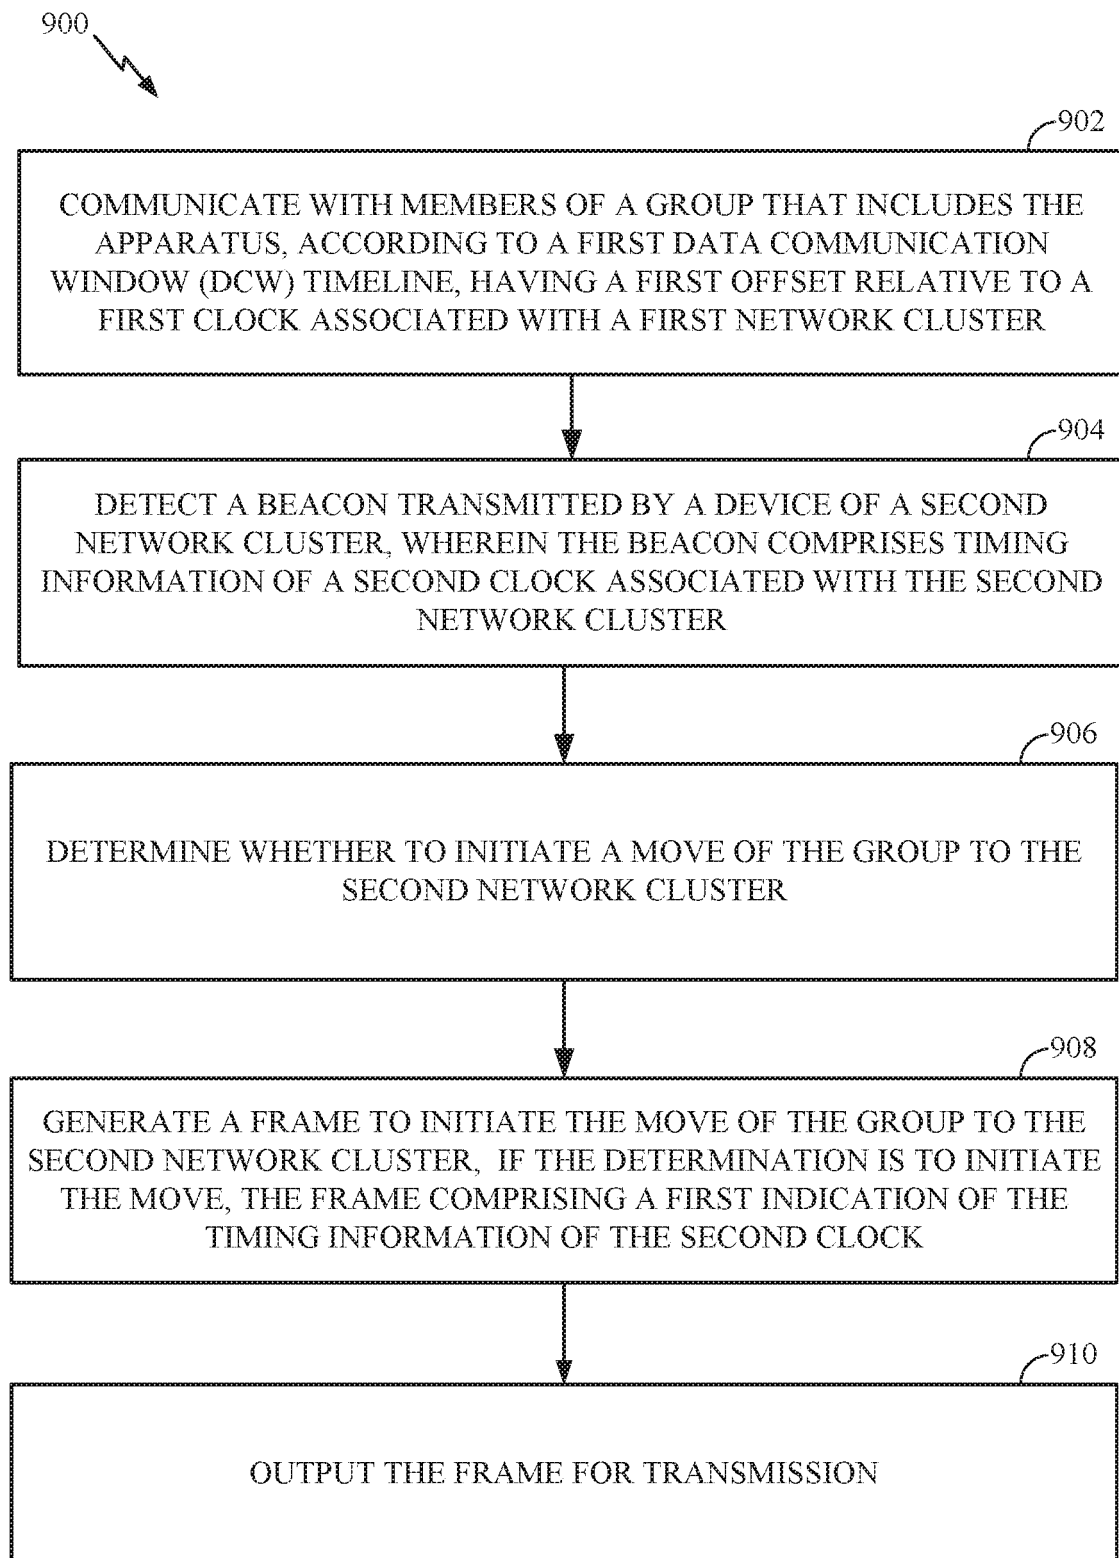 900
902
COMMUNICATE WITH MEMBERS OF A GROUP THAT INCLUDES THE
APPARATUS, ACCORDING TO A FIRST DATA COMMUNICATION
WINDOW (DCW) TIMELINE, HAVING A FIRST OFFSET RELATIVE TO A
FIRST CLOCK ASSOCIATED WITH A FIRST NETWORK CLUSTER
904
DETECT A BEACON TRANSMITTED BY A DEVICE OF A SECOND
NETWORK CLUSTER, WHEREIN THE BEACON COMPRISES TIMING
INFORMATION OF A SECOND CLOCK ASSOCIATED WITH THE SECOND
NETWORK CLUSTER
906
DETERMINE WHETHER TO INITIATE A MOVE OF THE GROUP TO THE
SECOND NETWORK CLUSTER
908
GENERATE A FRAME TO INITIATE THE MOVE OF THE GROUP TO THE
SECOND NETWORK CLUSTER, IF THE DETERMINATION IS TO INITIATE
THE MOVE, THE FRAME COMPRISING A FIRST INDICATION OF THE
TIMING INFORMATION OF THE SECOND CLOCK
910
OUTPUT THE FRAME FOR TRANSMISSION